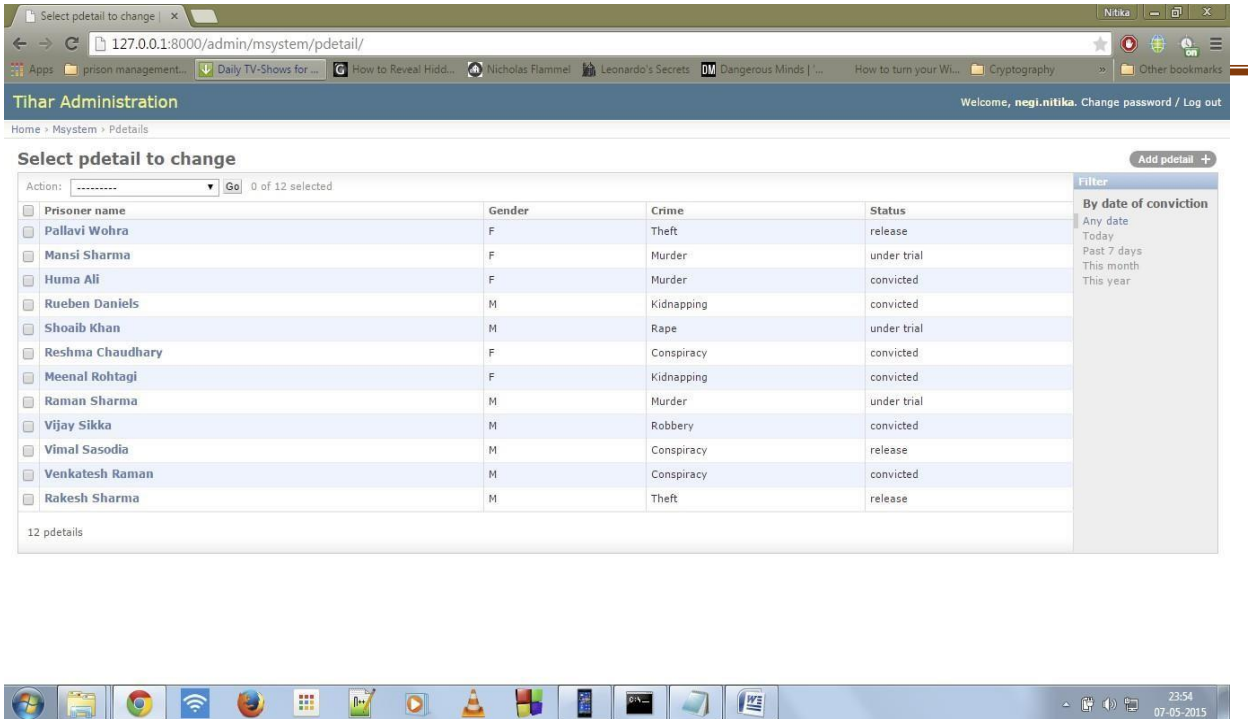 Select pdetail to change | x
Nitika
127.0.0.1:8000/admin/msystem/pdetail/
on
Apps prison management... Daily TV-Shows for ... G How to Reveal Hidd... Nicholas Flammel Leonardo's Secrets DM Dangerous Minds | '... How to turn your Wi... Cryptography » Other bookmarks
Tihar Administration
Welcome, negi.nitika. Change password / Log out
Home › Msystem › Pdetails
Select pdetail to change
Add pdetail +
Action: --------- Go 0 of 12 selected
Prisoner name Gender Crime Status
Pallavi Wohra F Theft release
Mansi Sharma F Murder under trial
Huma Ali F Murder convicted
Rueben Daniels M Kidnapping convicted
Shoaib Khan M Rape under trial
Reshma Chaudhary F Conspiracy convicted
Meenal Rohtagi F Kidnapping convicted
Raman Sharma M Murder under trial
Vijay Sikka M Robbery convicted
Vimal Sasodia M Conspiracy release
Venkatesh Raman M Conspiracy convicted
Rakesh Sharma M Theft release
12 pdetails
Filter
By date of conviction
Any date
Today
Past 7 days
This month
This year
23:54
07-05-2015